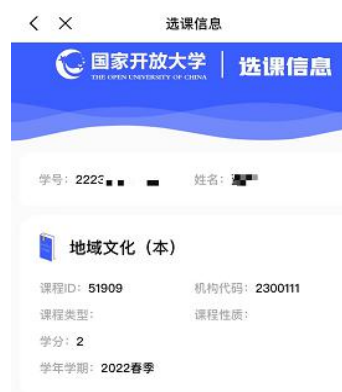 选课信息
国家开放大学 | 选课信息
THE OPEN UNIVERSITY OF CHINA
学号: 222 姓名:
地域文化（本）
课程ID: 51909 机构代码: 2300111
课程类型: 课程性质:
学分: 2
学年学期: 2022春季